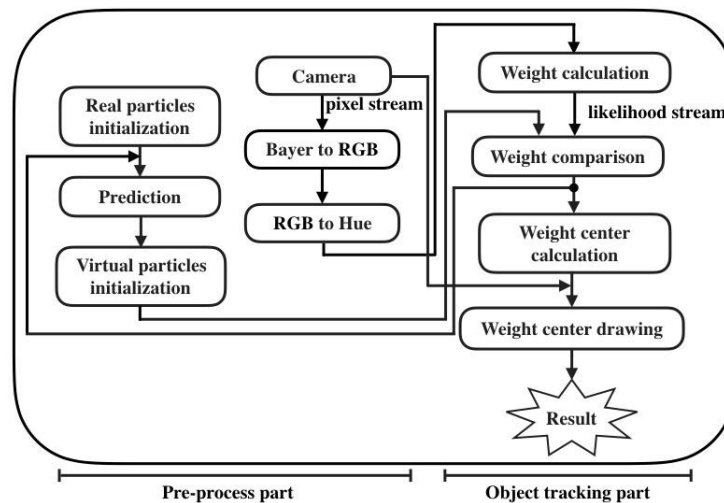 Real particles
initialization
Prediction
Virtual particles
initialization
Camera
pixel stream
Bayer to RGB
RGB to Hue
Weight calculation
likelihood stream
Weight comparison
Weight center
calculation
Weight center drawing
Result
Pre-process part
Object tracking part